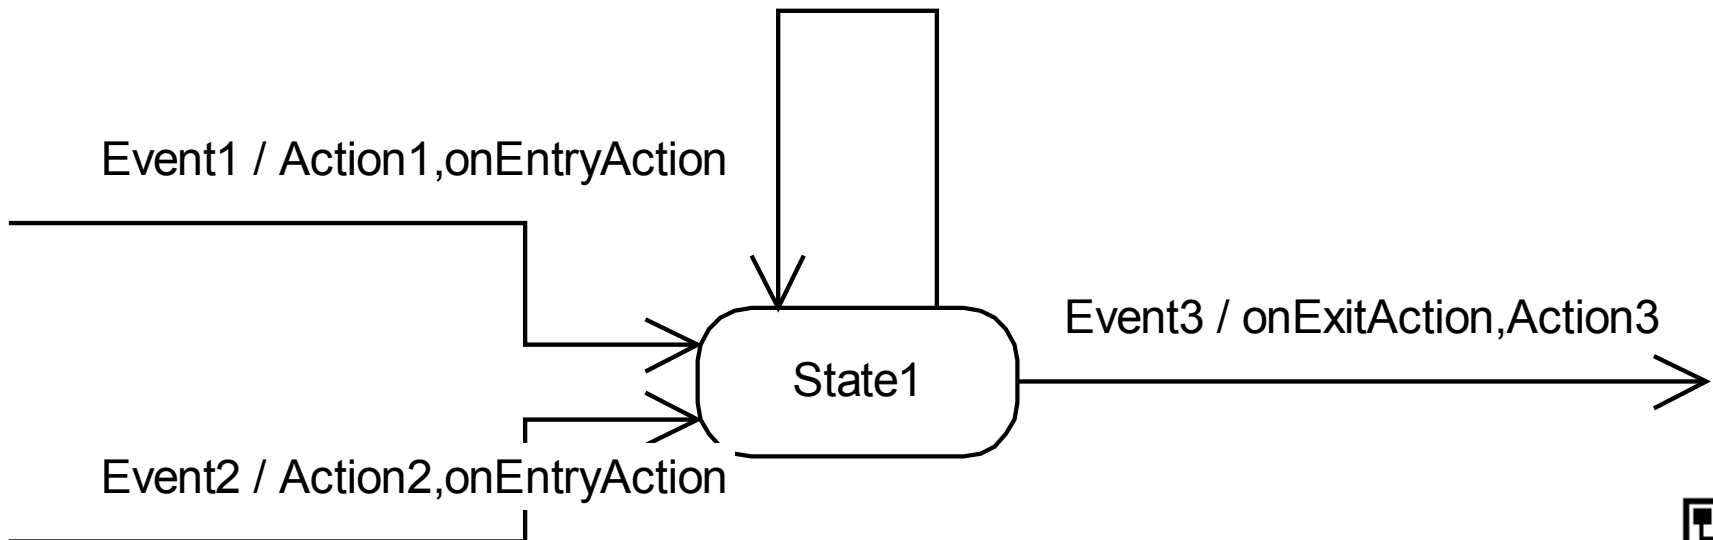 Event1 / Action1,onEntryAction
Event3 / onExitAction,Action3
State1
Event2 / Action2,onEntryAction